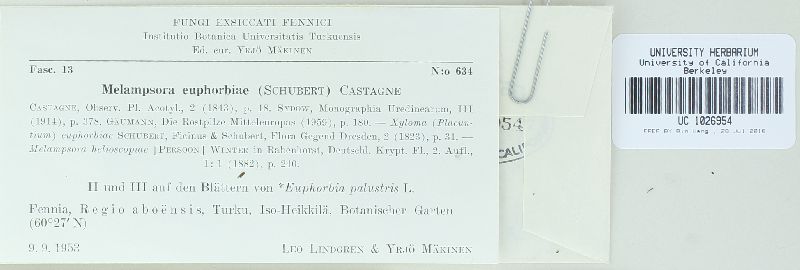 FUNGI EXSICCATI FENNICI
Institutio Botanica Universitatis Turkuensis
Ed. cur. YRJÖ MÄKINEN
Fasc. 13 N:o 634
Melampsora euphorbiae (SCHUBERT) CASTAGNE
CASTAGNE, Observ. Pl. Acotyl., 2 (1843), p. 18. SYDOW, Monographia Uredinearum, III
(1914), p. 378. GÄUMANN, Die Rostpilze Mitteleuropas (1959), p. 180. — Xyloma (Placun-
tium) euphorbiae SCHUBERT, Ficinus & Schubert, Flora Gegend Dresden, 2 (1823), p. 31. —
Melampsora helioscopiae [PERSOON] WINTER in Rabenhorst, Deutschl. Krypt. Fl., 2. Aufl.,
1: 1 (1882), p. 240.
II und III auf den Blättern von *Euphorbia palustris L.
Fennia, Regio aboënsis, Turku, Iso-Heikkilä, Botanischer Garten
(60°27′ N)
9. 9. 1953 LEO LINDGREN & YRJÖ MÄKINEN
954
CAL
UNIVERSITY HERBARIUM
University of California
Berkeley
UC 1026954